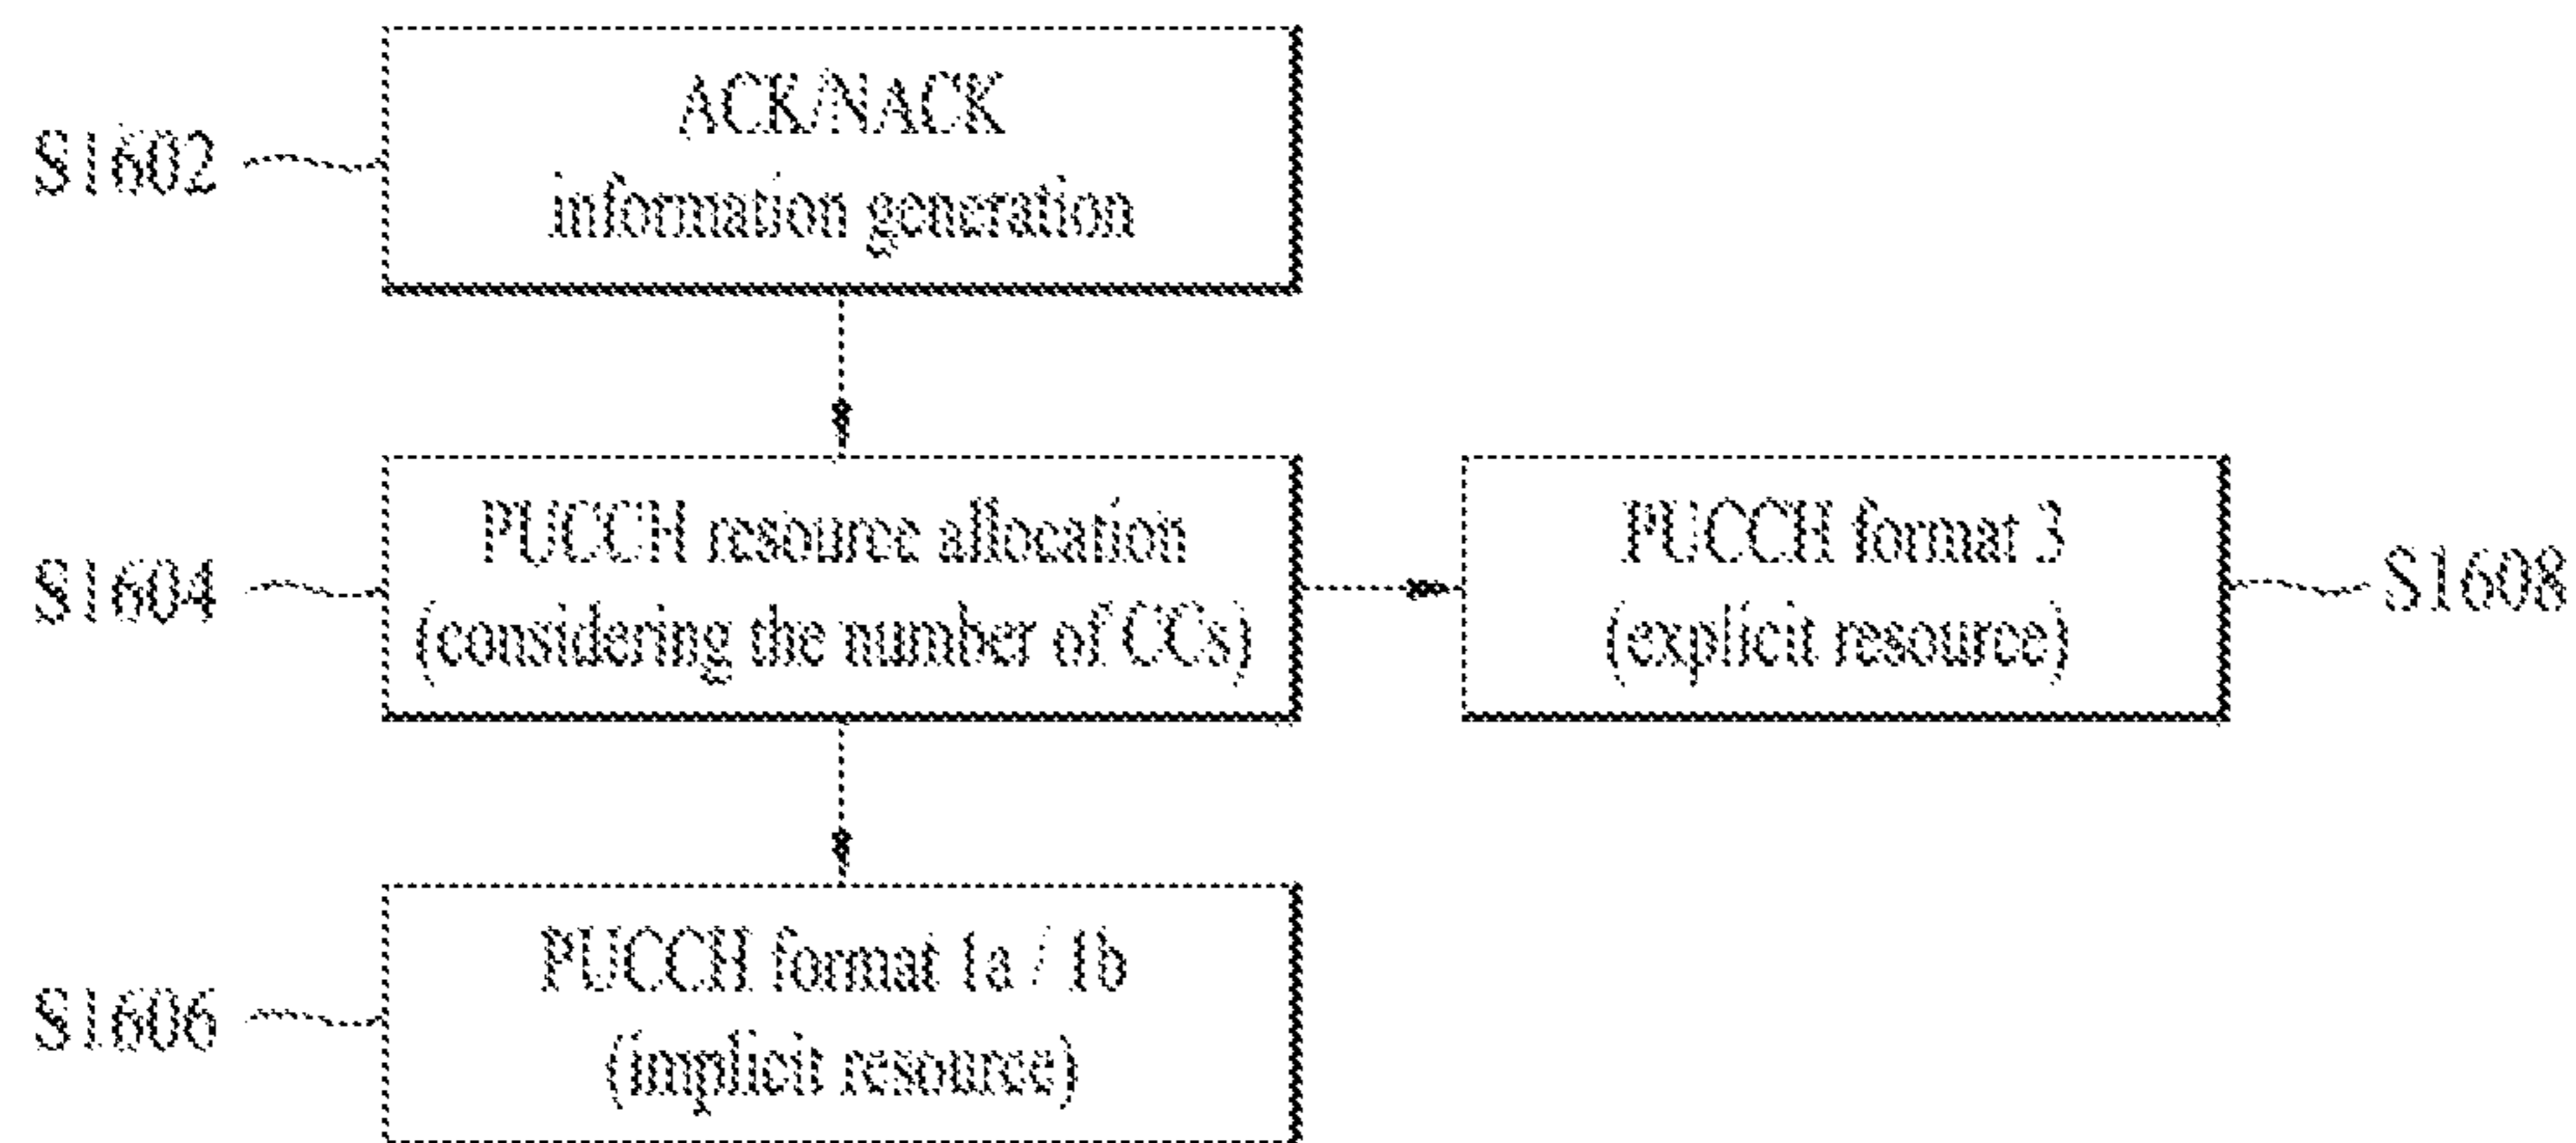 S1602
ACK/NACK
information generation
S1604
PUCCH resource allocation
(considering the number of CCs)
PUCCH format 3
(explicit resource)
S1608
S1606
PUCCH format 1a / 1b
(implicit resource)